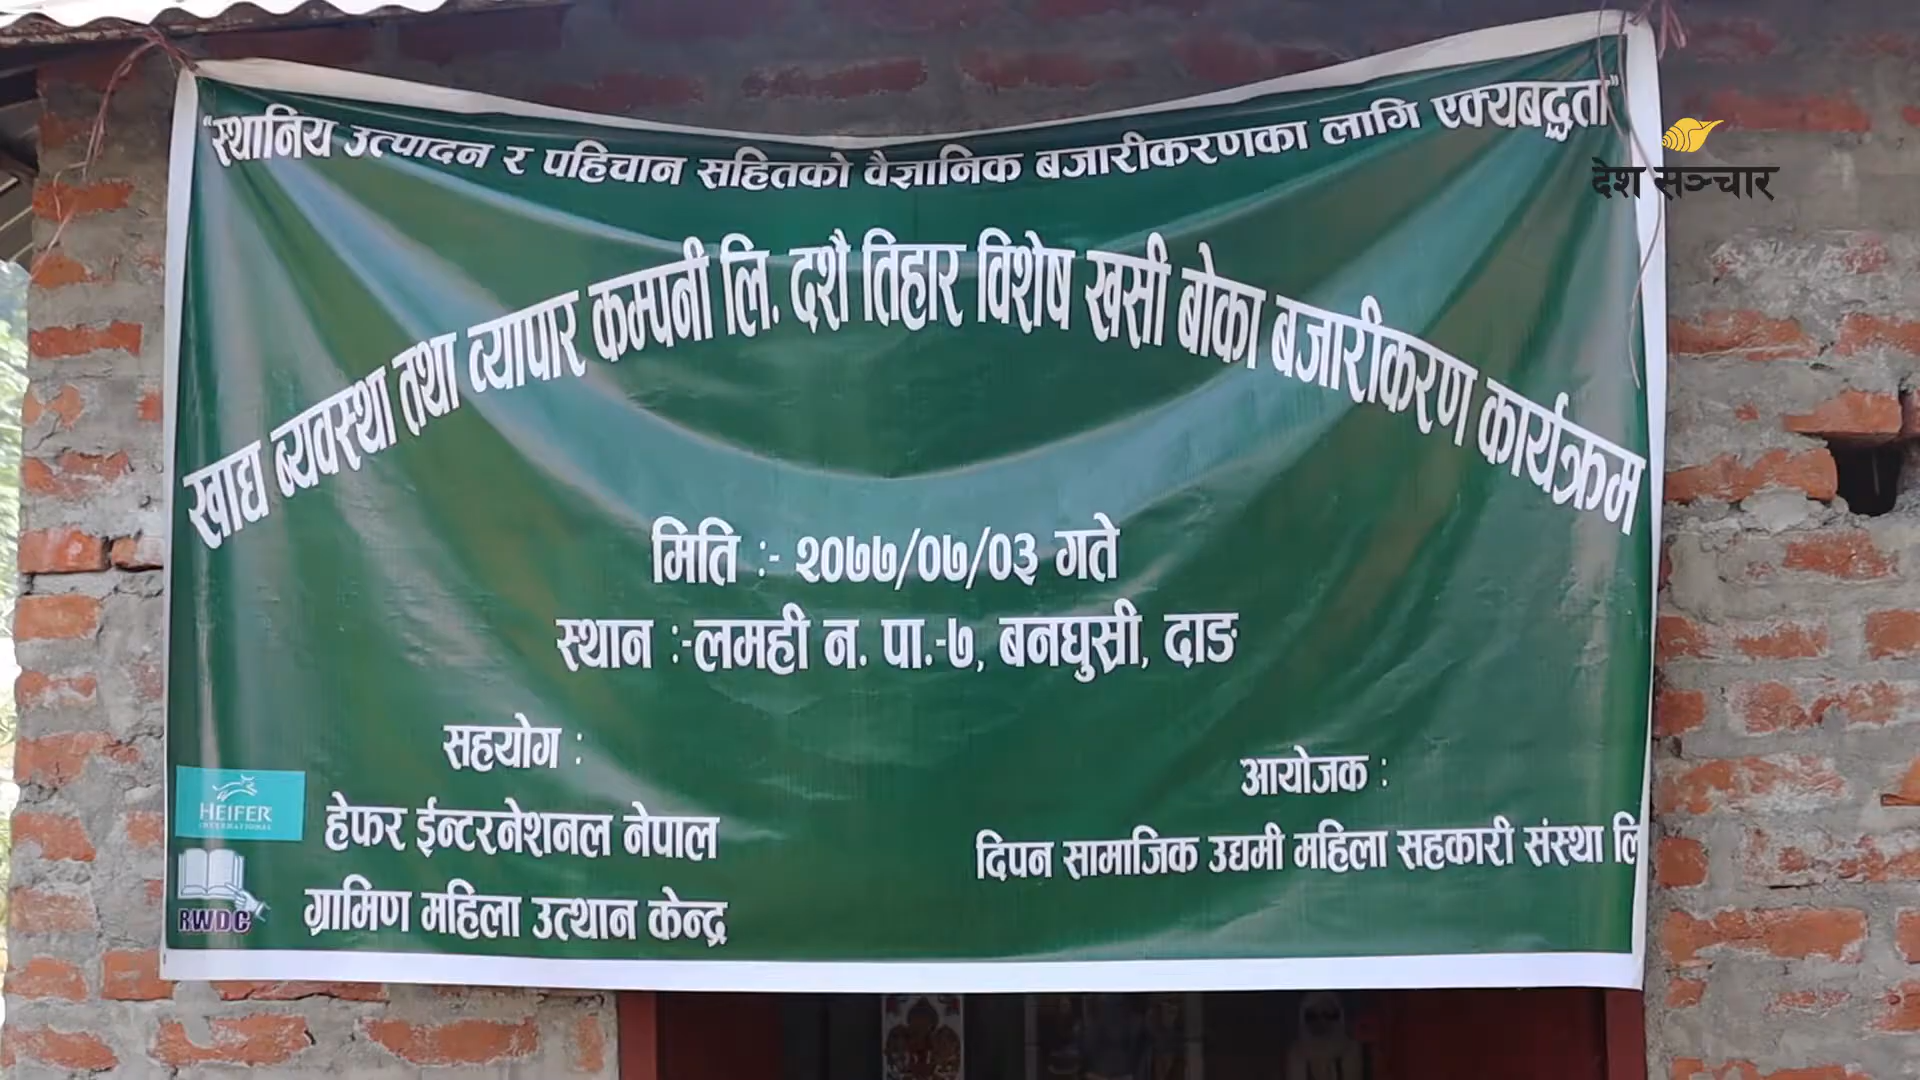 “स्थानिय उत्पादन र पहिचान सहितको वैज्ञानिक बजारीकरणका लागि एक्यबद्धता”
देश सञ्चार
खाद्य ब्यवस्था तथा व्यापार कम्पनी लि. दशै तिहार विशेष खसी बोका बजारीकरण कार्यक्रम
मिति :- २०७७/०७/०३ गते
स्थान :-लमही न. पा.-७, बनघुस्री, दाङ
सहयोग :
HEIFER
INTERNATIONAL
हेफर ईन्टरनेशनल नेपाल
RWDC
ग्रामिण महिला उत्थान केन्द्र
आयोजक :
दिपन सामाजिक उद्यमी महिला सहकारी संस्था लि